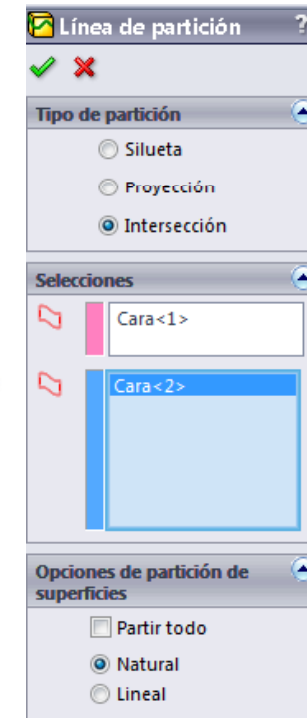 Línea de partición ?
Tipo de partición
Silueta
Proyección
Intersección
Selecciones
Cara<1>
Cara<2>
Opciones de partición de
superficies
Partir todo
Natural
Lineal